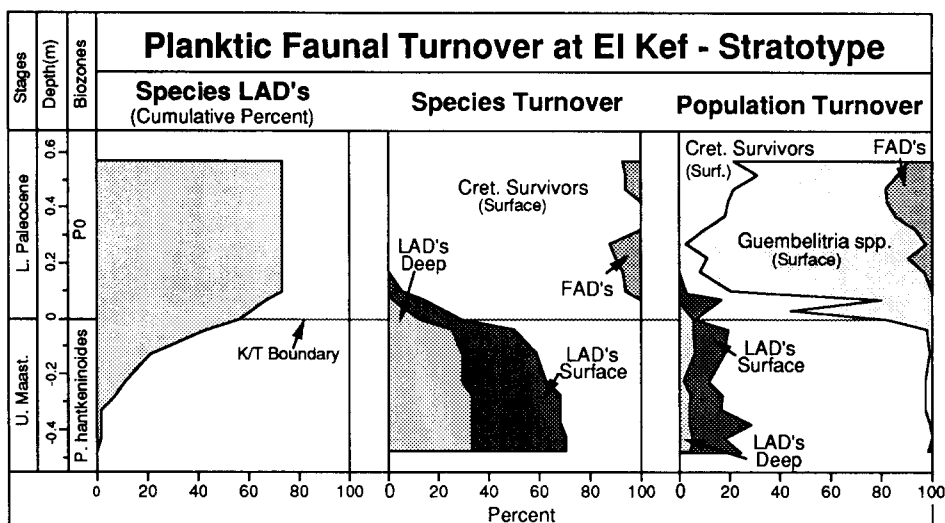 Planktic Faunal Turnover at El Kef - Stratotype
Stages
Depth(m)
Biozones
Species LAD's
(Cumulative Percent)
Species Turnover
Population Turnover
L. Paleocene
U. Maast.
0.6
0.4
0.2
0
-0.2
-0.4
P0
P. hantkeninoides
K/T Boundary
Cret. Survivors
(Surface)
LAD's
Deep
FAD's
LAD's
Surface
Cret. Survivors
(Surf.)
FAD's
Guembelitria spp.
(Surface)
LAD's
Surface
LAD's
Deep
0 20 40 60 80 100
0 20 40 60 80 100
0 20 40 60 80 100
Percent